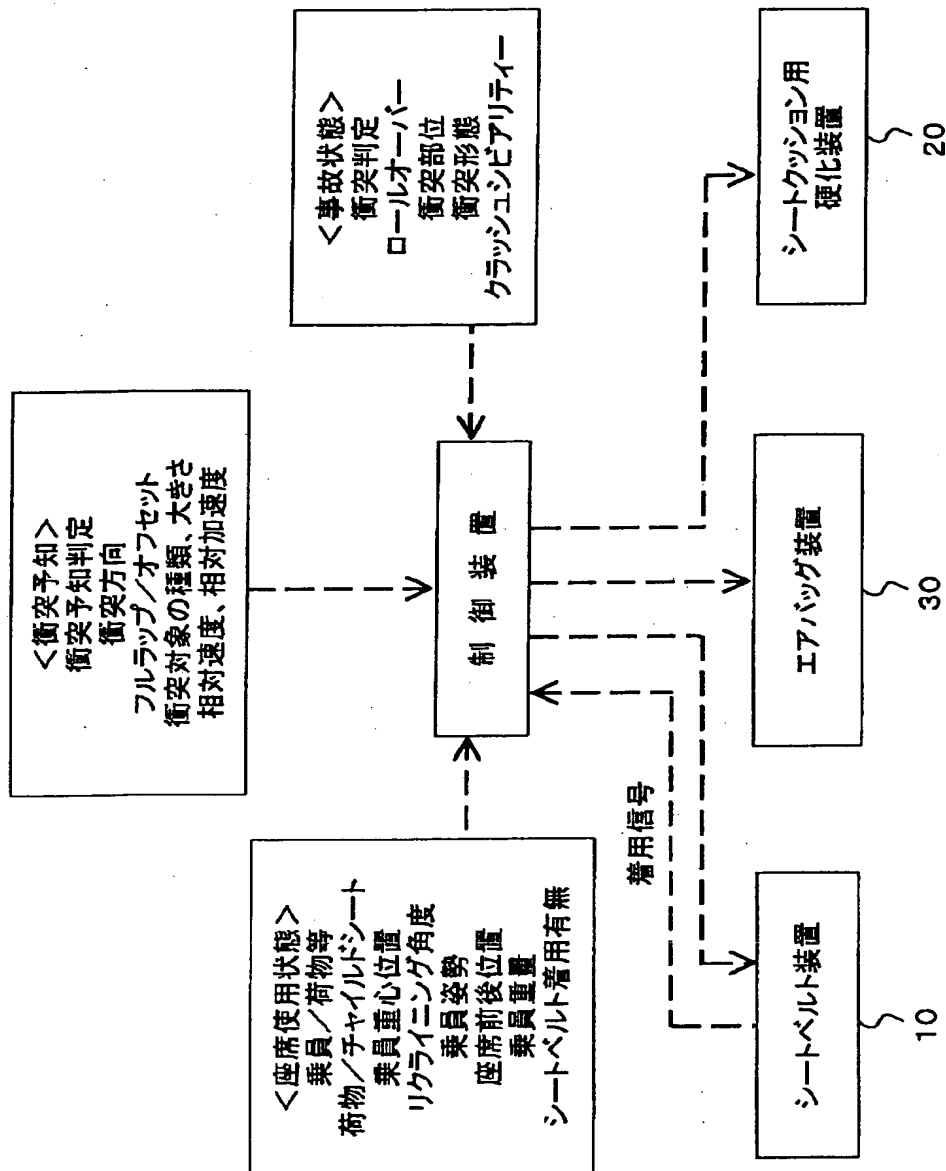 <衝突予知>
衝突予知判定
衝突方向
フルラップ／オフセット
衝突対象の種類、大きさ
相対速度、相対加速度
<座席使用状態>
乗員／荷物等
荷物／チャイルドシート
乗員重心位置
リクライニング角度
乗員姿勢
座席前後位置
乗員重量
シートベルト着用有無
<事故状態>
衝突判定
ロールオーバー
衝突部位
衝突形態
クラッシュシビアリティー
制御装置
着用信号
シートベルト装置
10
エアバッグ装置
30
シートクッション用
硬化装置
20